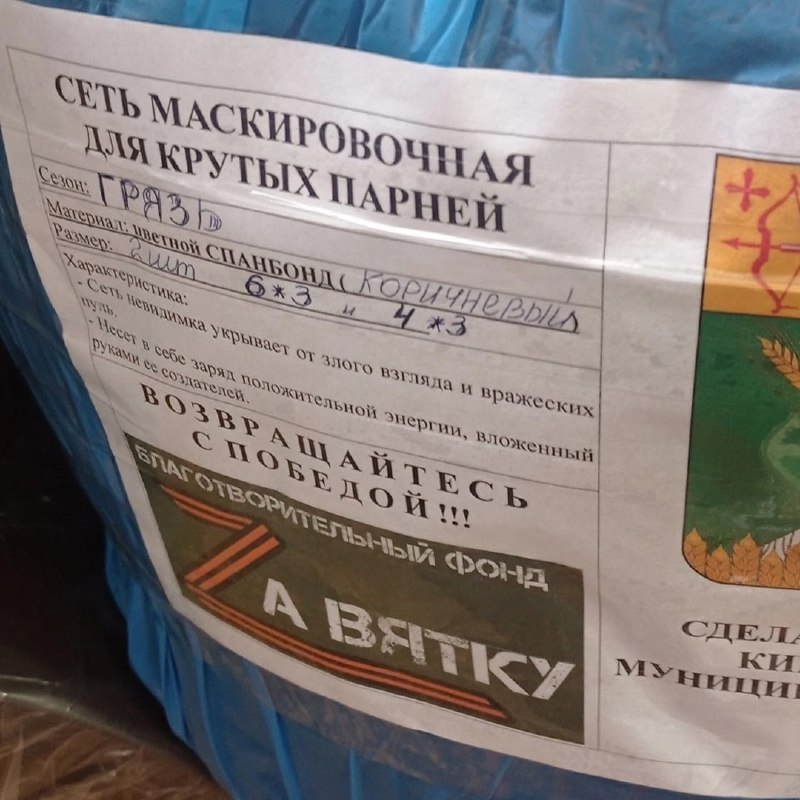 СЕТЬ МАСКИРОВОЧНАЯ
ДЛЯ КРУТЫХ ПАРНЕЙ
Сезон: ГРЯЗЬ
Материал: цветной СПАНБОНД (коричневый)
Размер: 2шт 6*3 и 4*3
Характеристика:
- Сеть невидимка укрывает от злого взгляда и вражеских
пуль.
- Несет в себе заряд положительной энергии, вложенный
руками ее создателей.
ВОЗВРАЩАЙТЕСЬ
С ПОБЕДОЙ!!!
БЛАГОТВОРИТЕЛЬНЫЙ ФОНД
ZА ВЯТКУ
СДЕЛА
КИ
МУНИЦИ